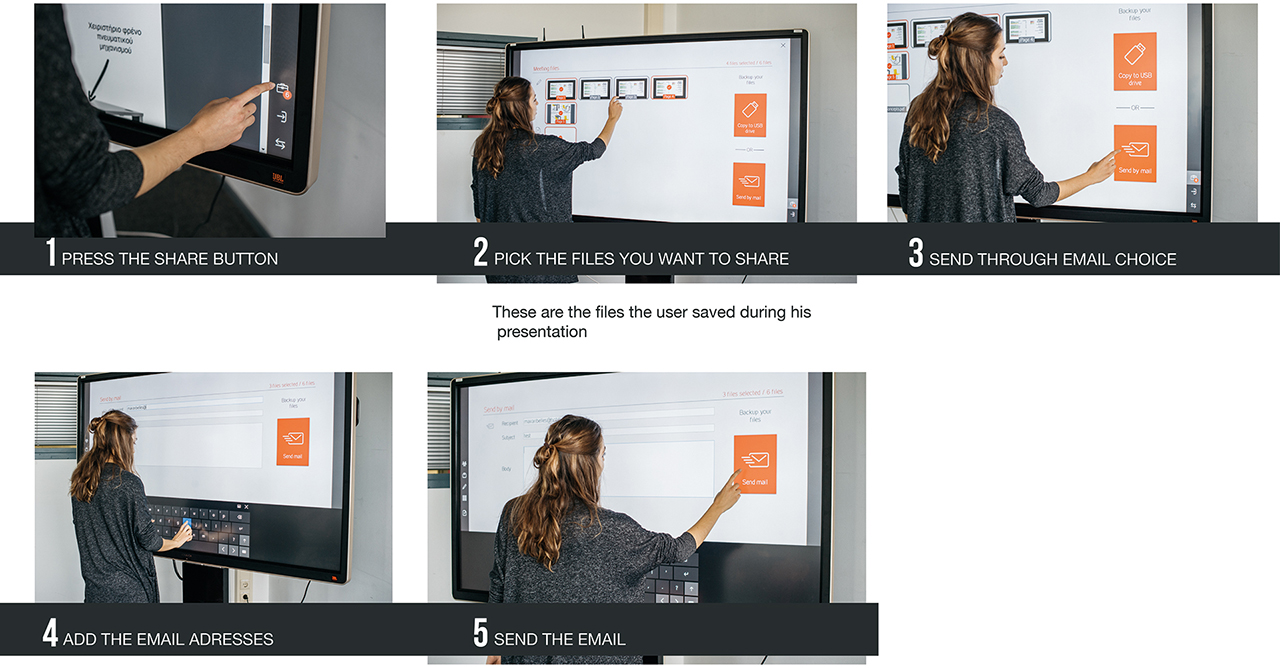 Χειριστήριο φρένο
πνευματικού
μηχανισμού
6
JBL
1 PRESS THE SHARE BUTTON
Meeting files
4 files selected / 6 files
Backup your
files
Copy to USB
drive
OR
Send by mail
2 PICK THE FILES YOU WANT TO SHARE
These are the files the user saved during his
presentation
Backup your
files
Copy to USB
drive
OR
Send by mail
3 SEND THROUGH EMAIL CHOICE
Send by mail
3 files selected / 6 files
Backup your
files
Send mail
4 ADD THE EMAIL ADRESSES
Send by mail
3 files selected / 6 files
Recipient
Subject
Body
Backup your
files
Send mail
5 SEND THE EMAIL